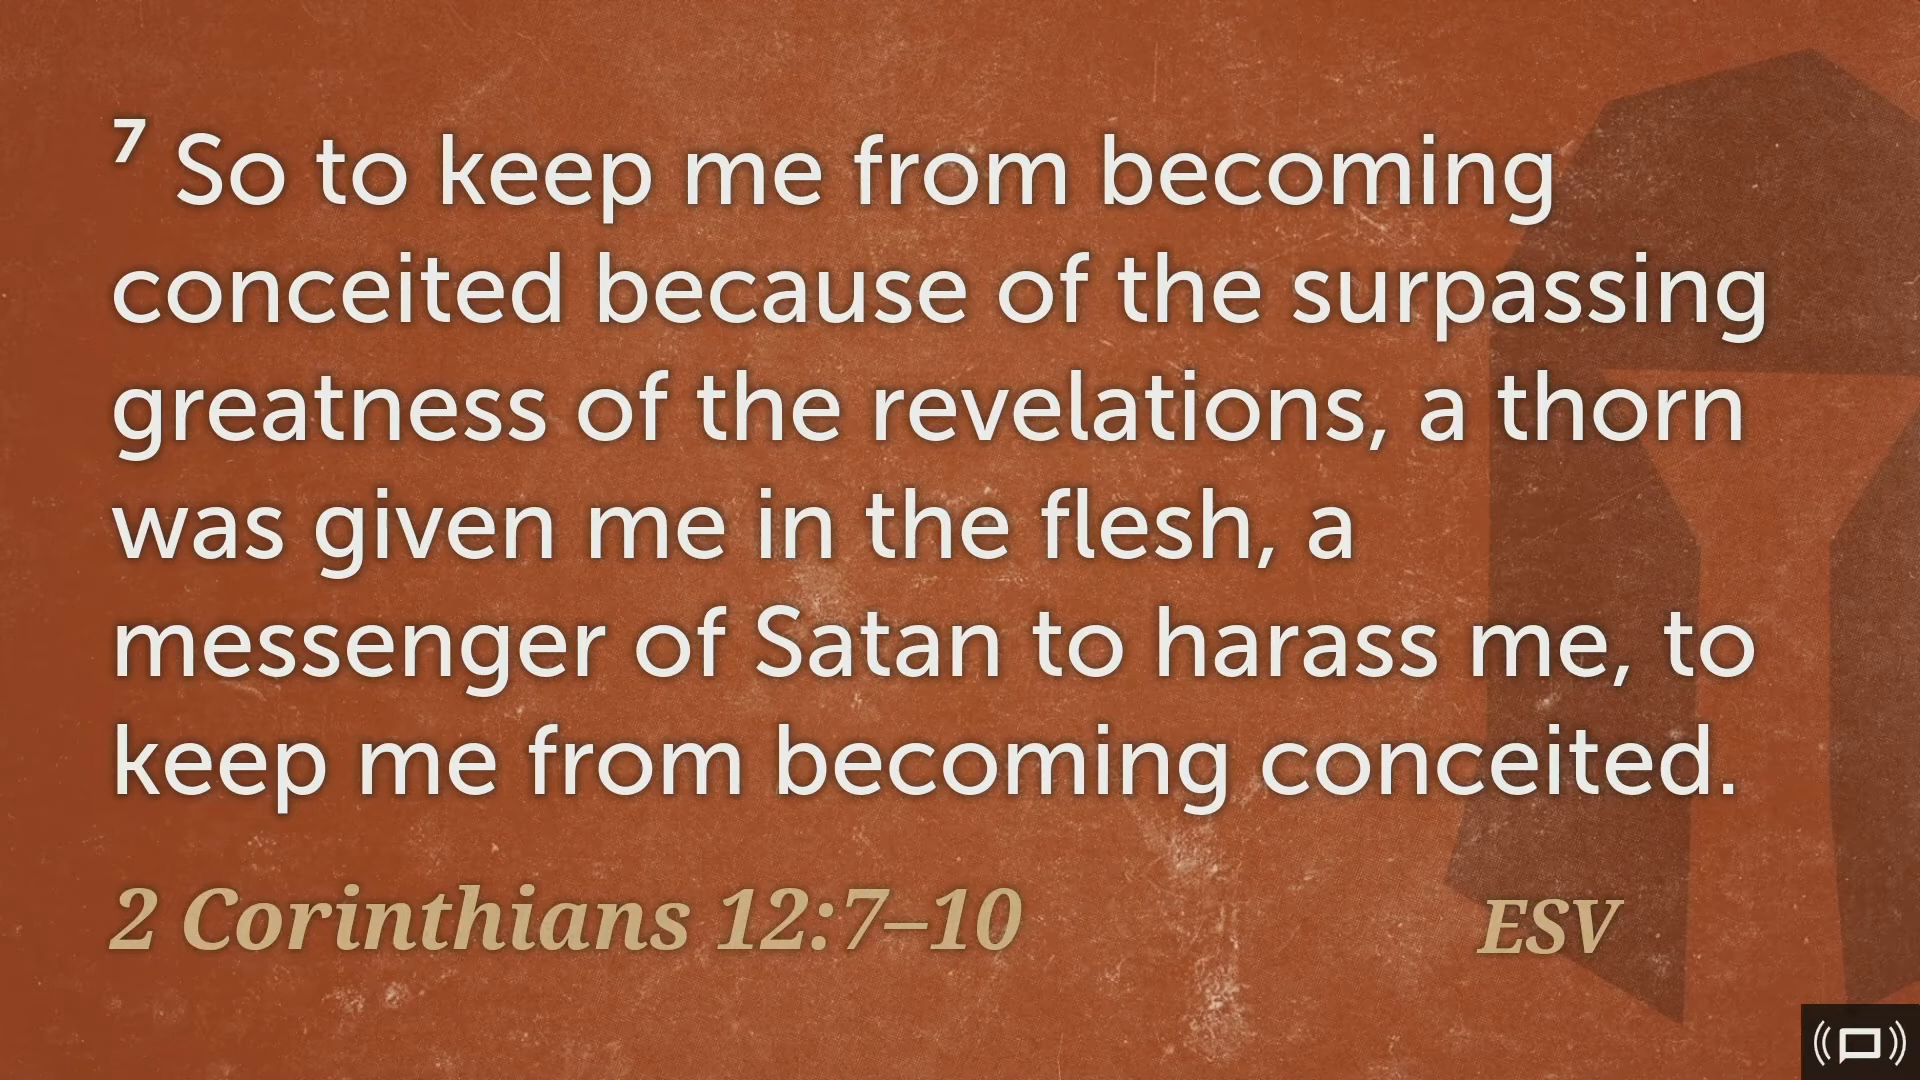 7 So to keep me from becoming
conceited because of the surpassing
greatness of the revelations, a thorn
was given me in the flesh, a
messenger of Satan to harass me, to
keep me from becoming conceited.
2 Corinthians 12:7–10
ESV